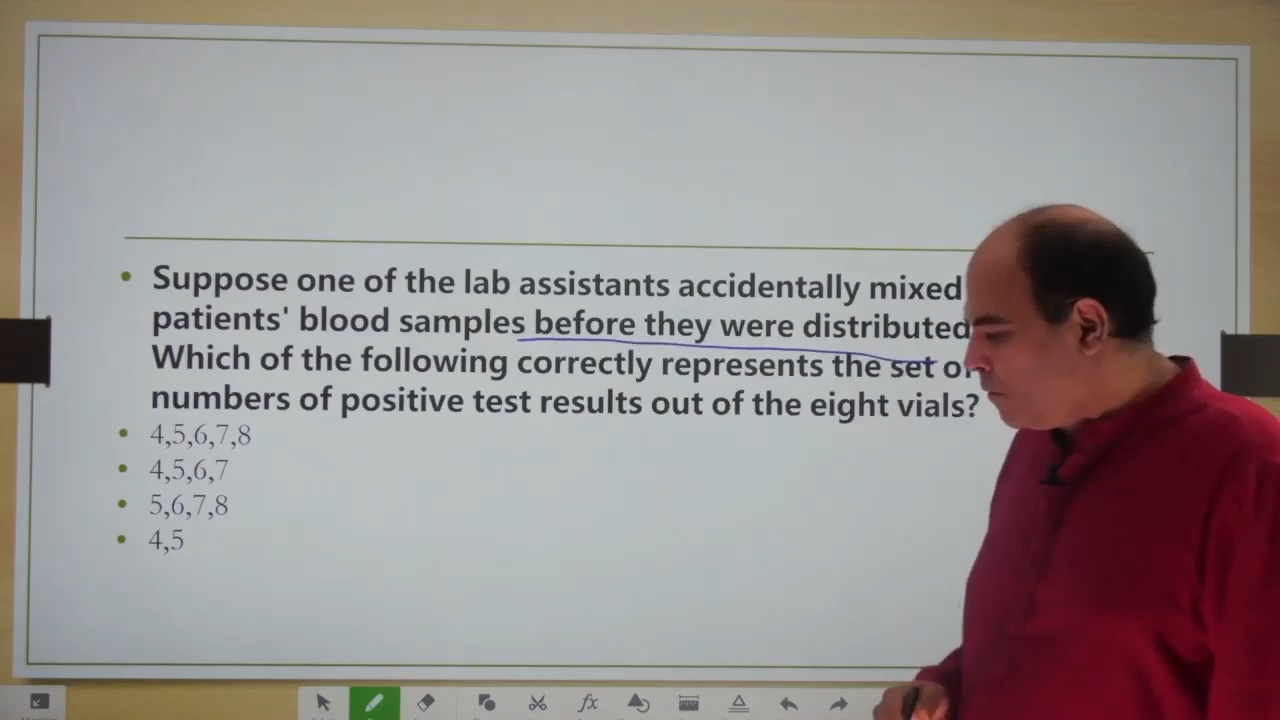 • Suppose one of the lab assistants accidentally mixed
patients' blood samples before they were distributed
Which of the following correctly represents the set
numbers of positive test results out of the eight vials?
• 4,5,6,7,8
• 4,5,6,7
• 5,6,7,8
• 4,5
fx